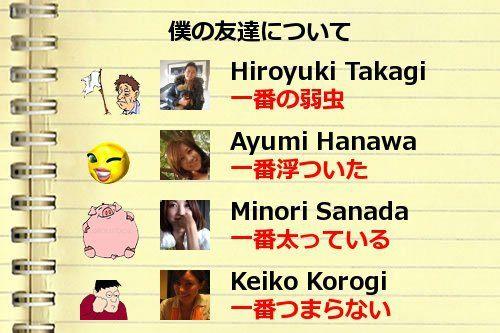 僕の友達について
Hiroyuki Takagi
一番の弱虫
Ayumi Hanawa
一番浮ついた
Minori Sanada
一番太っている
Keiko Korogi
一番つまらない